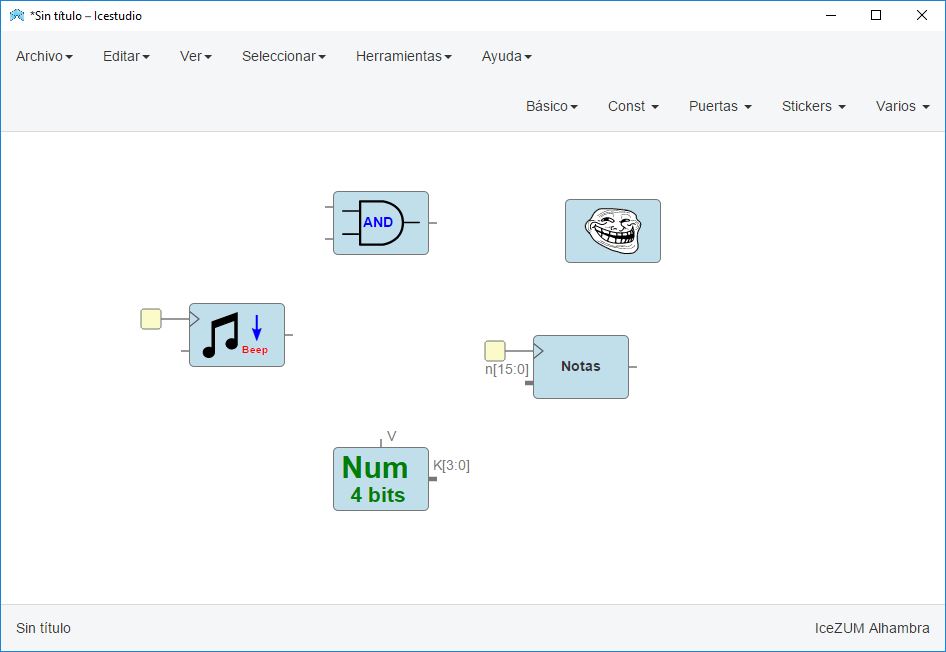 *Sin título – Icestudio
Archivo Editar Ver Seleccionar Herramientas Ayuda
Básico Const Puertas Stickers Varios
AND
Beep
n[15:0]
Notas
V
Num
4 bits
K[3:0]
Sin título
IceZUM Alhambra